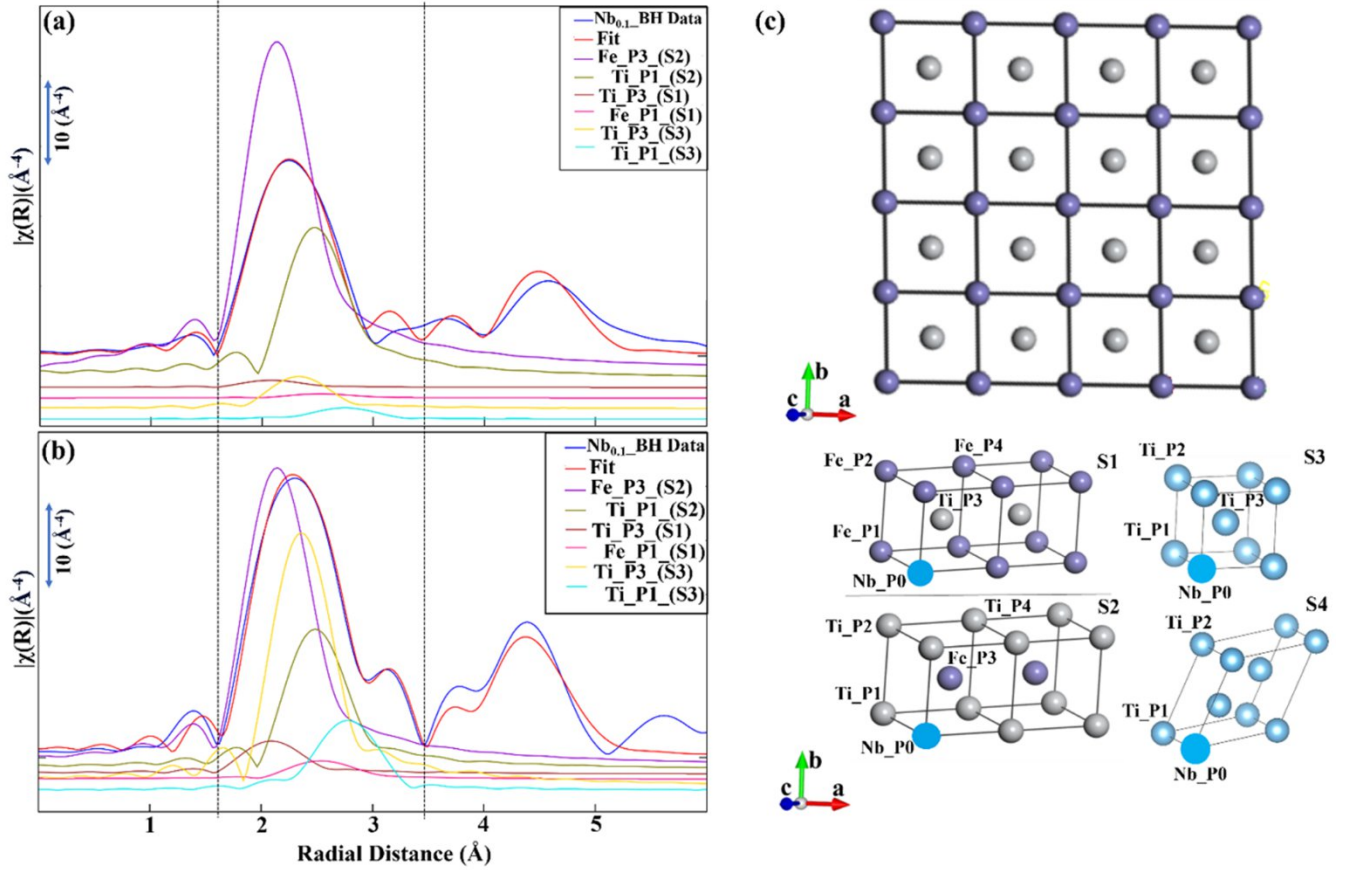 (a)
Nb0.1_BH Data
Fit
Fe_P3_(S2)
Ti_P1_(S2)
Ti_P3_(S1)
Fe_P1_(S1)
Ti_P3_(S3)
Ti_P1_(S3)
10 (Å-4)
|χ(R)|(Å-4)
(b)
Nb0.1_BH Data
Fit
Fe_P3_(S2)
Ti_P1_(S2)
Ti_P3_(S1)
Fe_P1_(S1)
Ti_P3_(S3)
Ti_P1_(S3)
10 (Å-4)
|χ(R)|(Å-4)
1 2 3 4 5
Radial Distance (Å)
(c)
b
c a
Fe_P4 S1
Fe_P2
Ti_P3
Fe_P1
Nb_P0
Ti_P2 S3
Ti_P3
Ti_P1
Nb_P0
Ti_P4 S2
Ti_P2
Fe_P3
Ti_P1
Nb_P0
Ti_P2 S4
Ti_P1
Nb_P0
b
c a